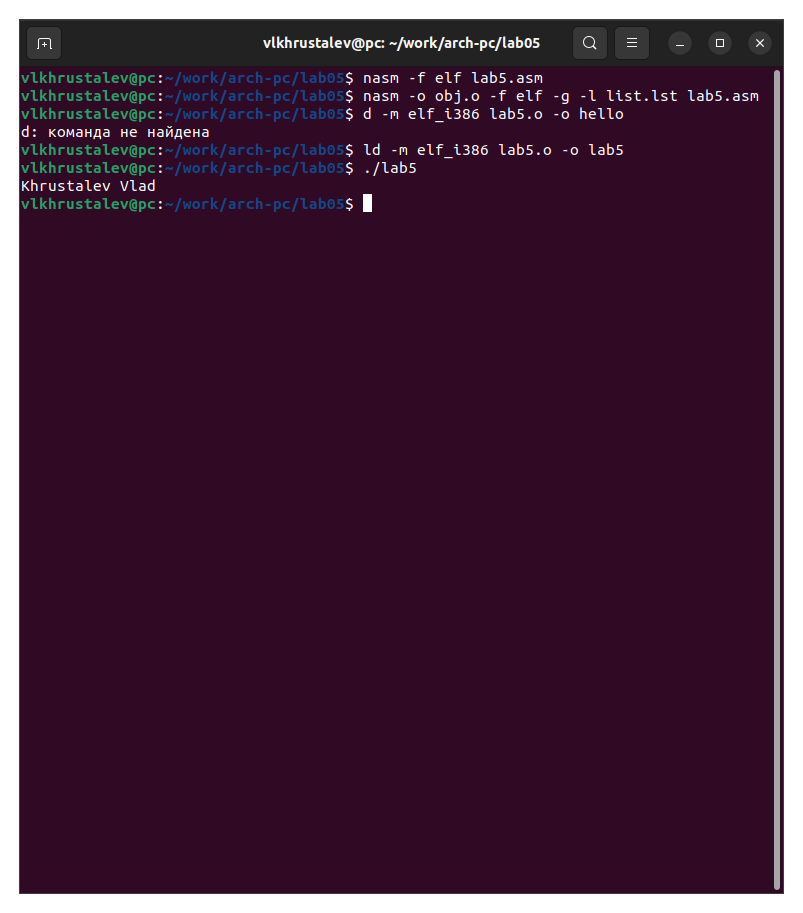 vlkhrustalev@pc: ~/work/arch-pc/lab05
vlkhrustalev@pc:~/work/arch-pc/lab05$ nasm -f elf lab5.asm
vlkhrustalev@pc:~/work/arch-pc/lab05$ nasm -o obj.o -f elf -g -l list.lst lab5.asm
vlkhrustalev@pc:~/work/arch-pc/lab05$ d -m elf_i386 lab5.o -o hello
d: команда не найдена
vlkhrustalev@pc:~/work/arch-pc/lab05$ ld -m elf_i386 lab5.o -o lab5
vlkhrustalev@pc:~/work/arch-pc/lab05$ ./lab5
Khrustalev Vlad
vlkhrustalev@pc:~/work/arch-pc/lab05$